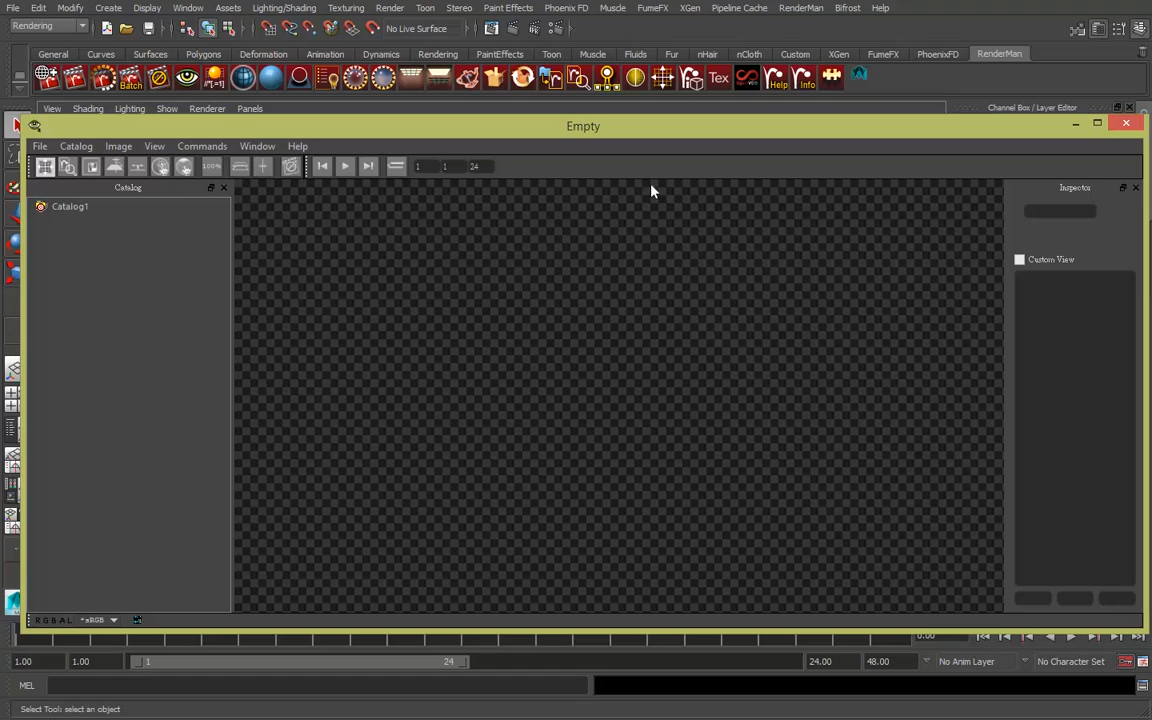 File Edit Modify Create Display Window Assets Lighting/Shading Texturing Render Toon Stereo Paint Effects Phoenix FD Muscle FumeFX XGen Pipeline Cache RenderMan Bifrost Help
Rendering No Live Surface
General Curves Surfaces Polygons Deformation Animation Dynamics Rendering PaintEffects Toon Muscle Fluids Fur nHair nCloth Custom XGen FumeFX PhoenixFD RenderMan
Batch Tex Help Info
View Shading Lighting Show Renderer Panels Channel Box / Layer Editor
Empty
File Catalog Image View Commands Window Help
100% 1 1 24
Catalog Inspector
Catalog1
Custom View
R G B A L *sRGB
0.00
1.00 1.00 1 24 24.00 48.00 No Anim Layer No Character Set
MEL
Select Tool: select an object